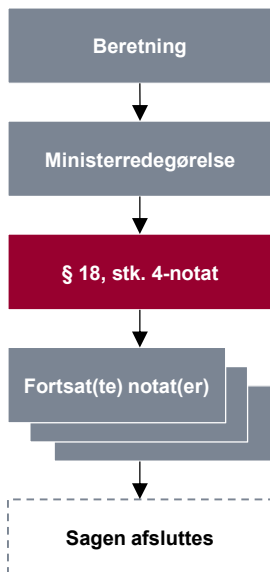 Beretning
Ministerredegørelse
§ 18, stk. 4-notat
Fortsat(te) notat(er)
Sagen afsluttes